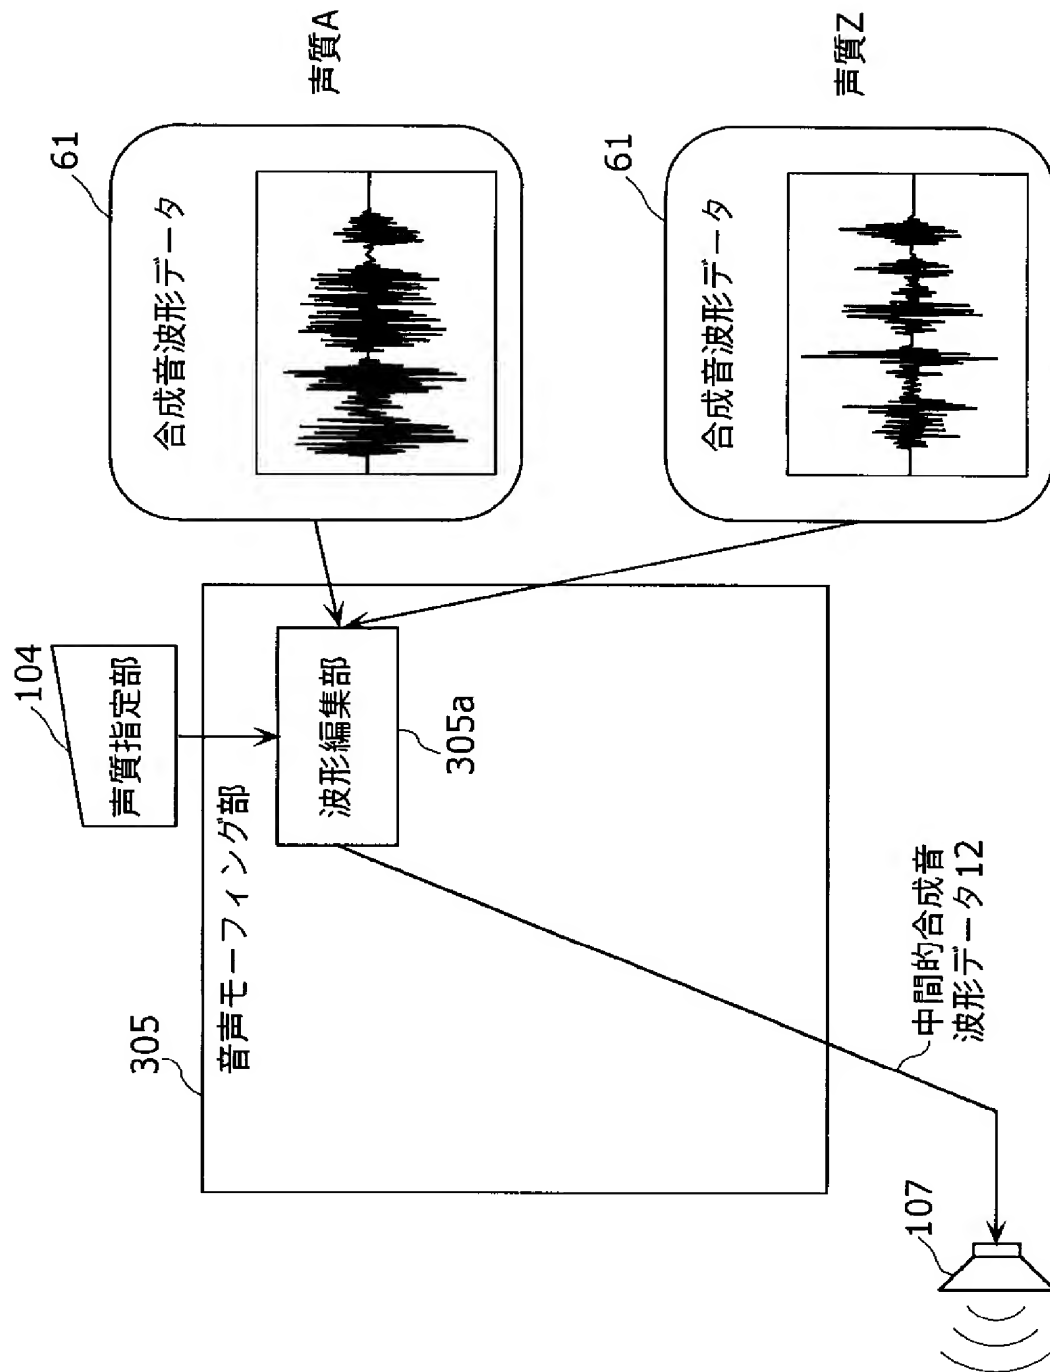 声質A
61
合成音波形データ
声質Z
61
合成音波形データ
104
声質指定部
305
音声モーフィング部
波形編集部
305a
中間的合成音
波形データ12
107